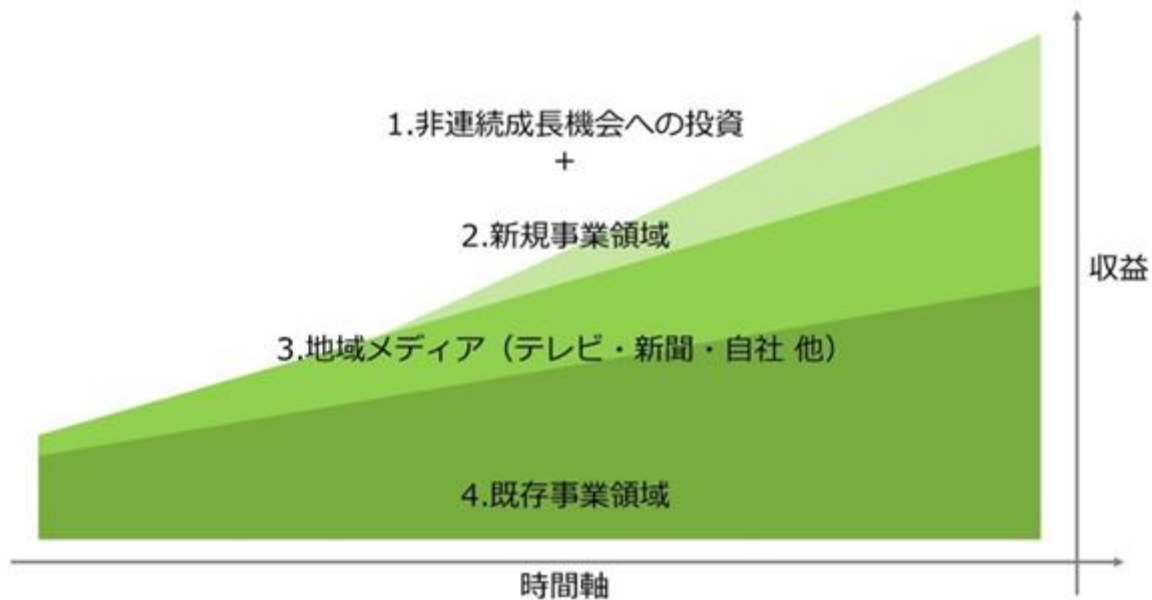 1.非連続成長機会への投資
+
2.新規事業領域
収益
3.地域メディア（テレビ・新聞・自社 他）
4.既存事業領域
時間軸